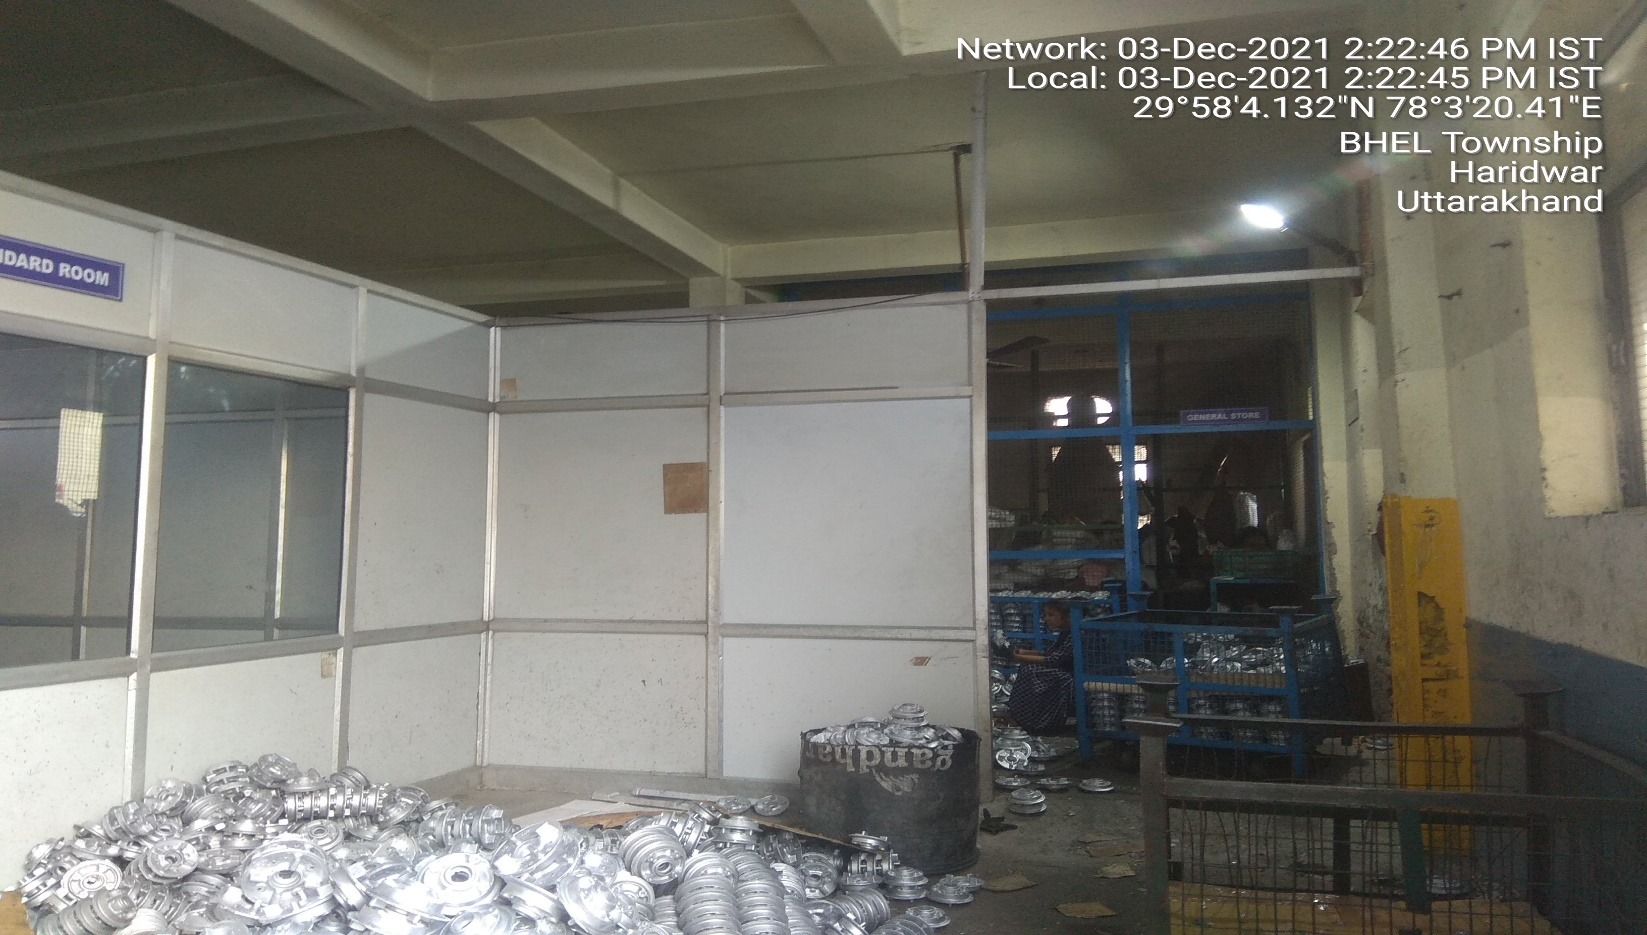 Network: 03-Dec-2021 2:22:46 PM IST
Local: 03-Dec-2021 2:22:45 PM IST
29°58'4.132"N 78°3'20.41"E
BHEL Township
Haridwar
Uttarakhand
NDARD ROOM
GENERAL STORE
gandhar